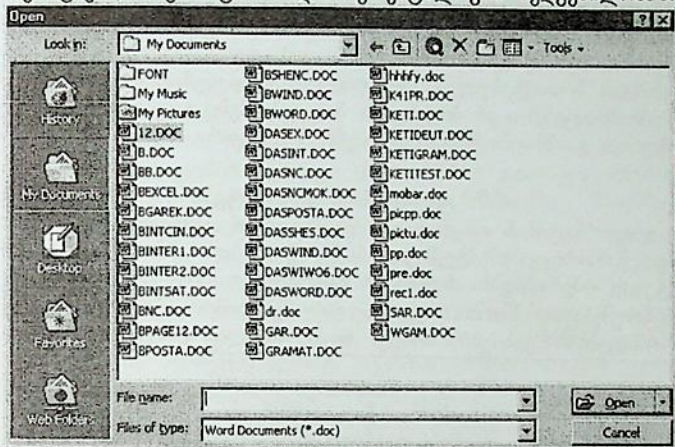 Open
Look in:
My Documents
Tools
History
My Documents
Desktop
Favorites
Web Folders
FONT
My Music
My Pictures
12.DOC
B.DOC
BB.DOC
BEXCEL.DOC
BGAREK.DOC
BINTCIN.DOC
BINTER1.DOC
BINTER2.DOC
BINTSAT.DOC
BNC.DOC
BPAGE12.DOC
BPOSTA.DOC
BSHENC.DOC
BWIND.DOC
BWORD.DOC
DASEX.DOC
DASINT.DOC
DASNC.DOC
DASNCMOK.DOC
DASPOSTA.DOC
DASSHES.DOC
DASWIND.DOC
DASWIWO6.DOC
DASWORD.DOC
dr.doc
GAR.DOC
GRAMAT.DOC
hhhfy.doc
K41PR.DOC
KETI.DOC
KETIDEUT.DOC
KETIGRAM.DOC
KETITEST.DOC
mobar.doc
picpp.doc
pictu.doc
pp.doc
pre.doc
rec1.doc
SAR.DOC
WGAM.DOC
File name:
Open
Files of type:
Word Documents (*.doc)
Cancel